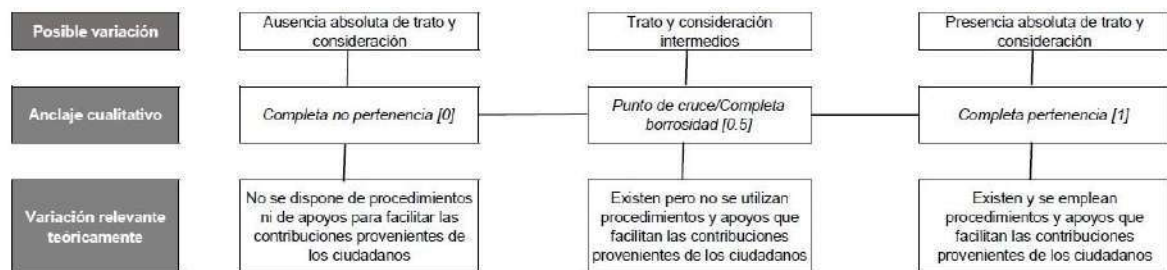 Posible variación
Ausencia absoluta de trato y
consideración
Trato y consideración
intermedios
Presencia absoluta de trato y
consideración
Anclaje cualitativo
Completa no pertenencia [0]
Punto de cruce/Completa
borrosidad [0.5]
Completa pertenencia [1]
Variación relevante
teóricamente
No se dispone de procedimientos
ni de apoyos para facilitar las
contribuciones provenientes de
los ciudadanos
Existen pero no se utilizan
procedimientos y apoyos que
facilitan las contribuciones
provenientes de los ciudadanos
Existen y se emplean
procedimientos y apoyos que
facilitan las contribuciones
provenientes de los ciudadanos